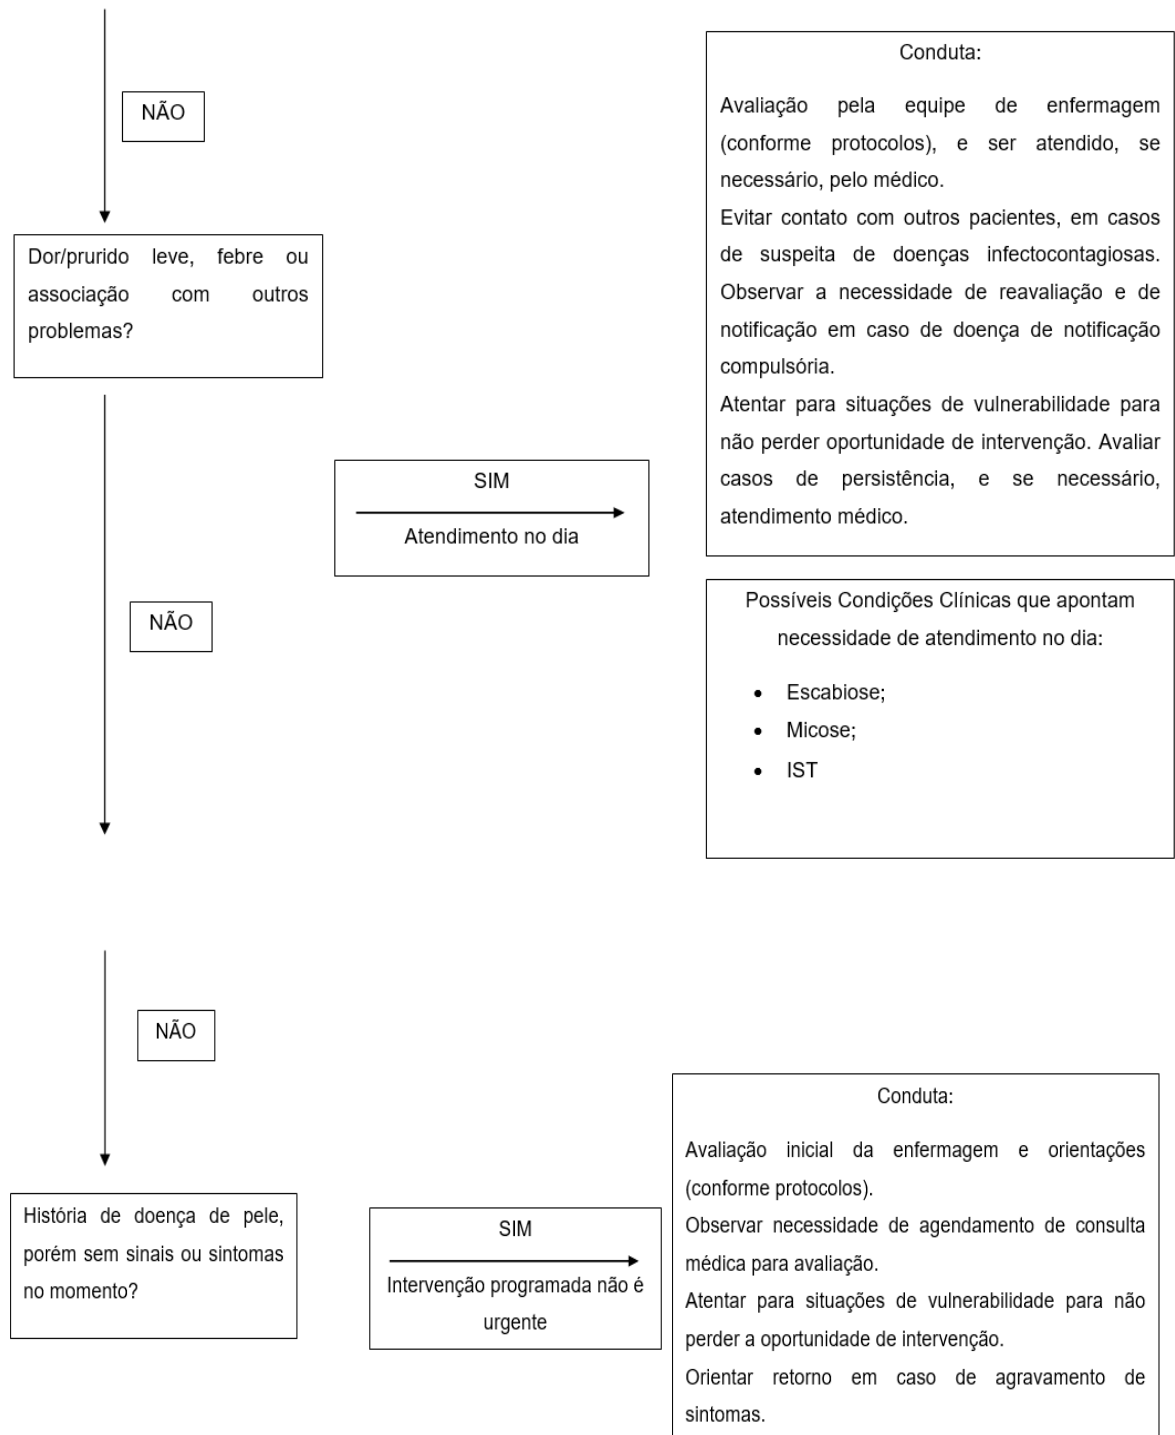 NÃO
Dor/prurido leve, febre ou
associação com outros
problemas?
SIM
Atendimento no dia
Conduta:
Avaliação pela equipe de enfermagem
(conforme protocolos), e ser atendido, se
necessário, pelo médico.
Evitar contato com outros pacientes, em casos
de suspeita de doenças infectocontagiosas.
Observar a necessidade de reavaliação e de
notificação em caso de doença de notificação
compulsória.
Atentar para situações de vulnerabilidade para
não perder oportunidade de intervenção. Avaliar
casos de persistência, e se necessário,
atendimento médico.
Possíveis Condições Clínicas que apontam
necessidade de atendimento no dia:
• Escabiose;
• Micose;
• IST
NÃO
NÃO
História de doença de pele,
porém sem sinais ou sintomas
no momento?
SIM
Intervenção programada não é
urgente
Conduta:
Avaliação inicial da enfermagem e orientações
(conforme protocolos).
Observar necessidade de agendamento de consulta
médica para avaliação.
Atentar para situações de vulnerabilidade para não
perder a oportunidade de intervenção.
Orientar retorno em caso de agravamento de
sintomas.